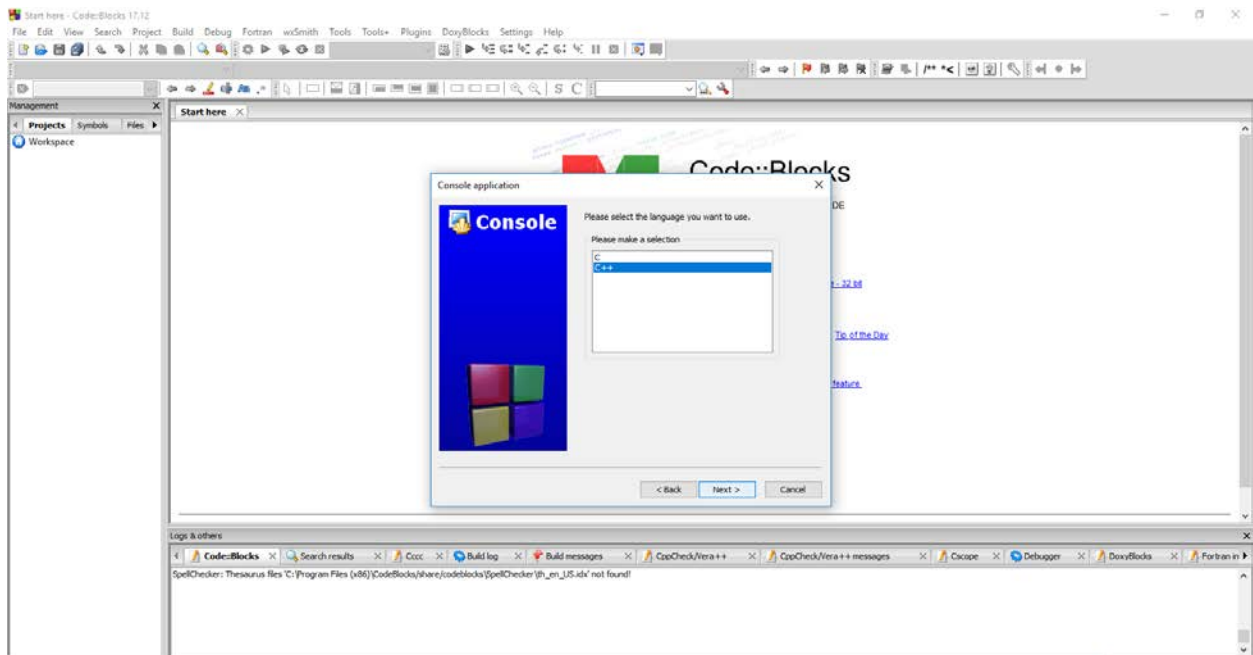 Start here - Code::Blocks 17.12
File Edit View Search Project Build Debug Fortran wxSmith Tools Tools+ Plugins DoxyBlocks Settings Help
/** *<
S C
Management
Projects Symbols Files
Workspace
Start here
Code::Blocks
Console application
DE
Console
Please select the language you want to use.
Please make a selection
C
C++
- 32 bit
Tip of the Day
feature
< Back Next > Cancel
Logs & others
Code::Blocks Search results Cccc Build log Build messages CppCheck/Vera++ CppCheck/Vera++ messages Cscope Debugger DoxyBlocks Fortran in
SpellChecker: Thesaurus files 'C:\Program Files (x86)\CodeBlocks/share/codeblocks\SpellChecker\th_en_US.idx' not found!